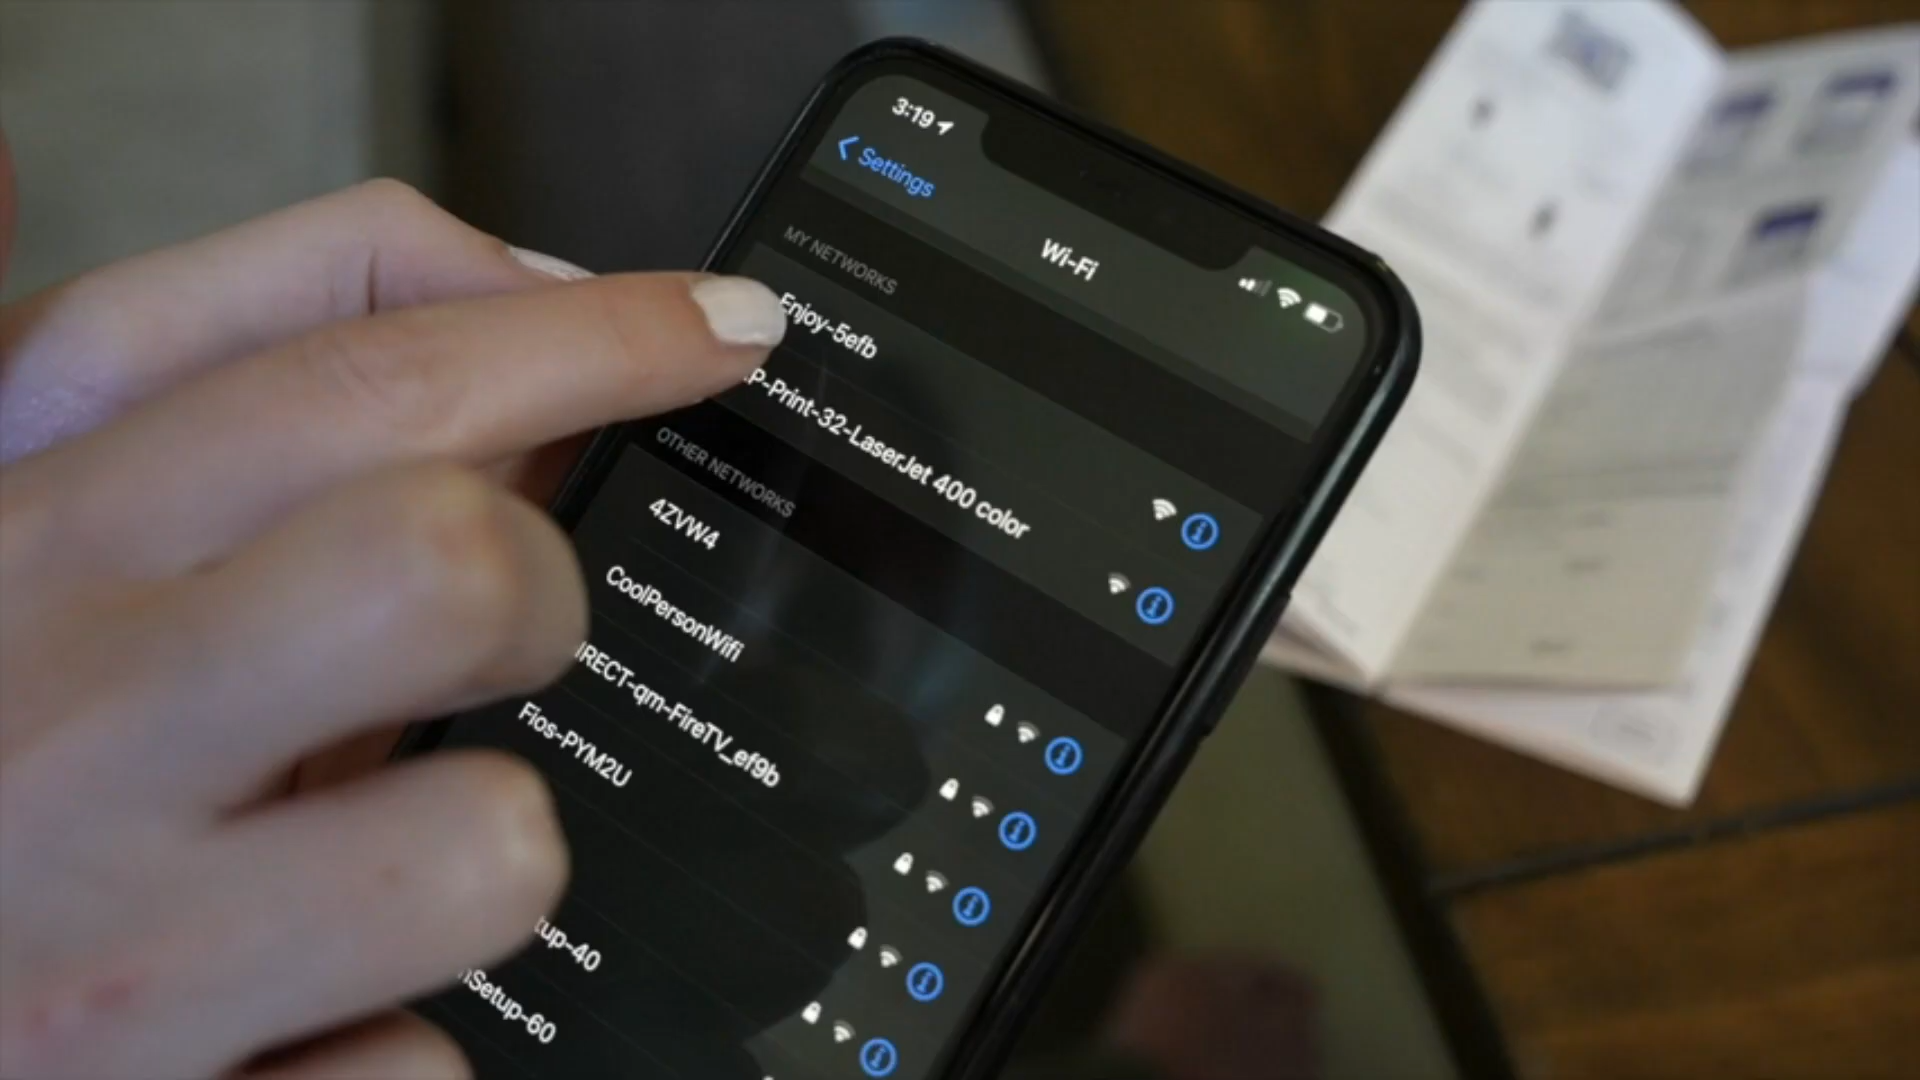 3:19
Settings
Wi-Fi
MY NETWORKS
Enjoy-5efb
P-Print-32-LaserJet 400 color
OTHER NETWORKS
4ZVW4
CoolPersonWifi
IRECT-qm-FireTV_ef9b
Fios-PYM2U
tup-40
nSetup-60